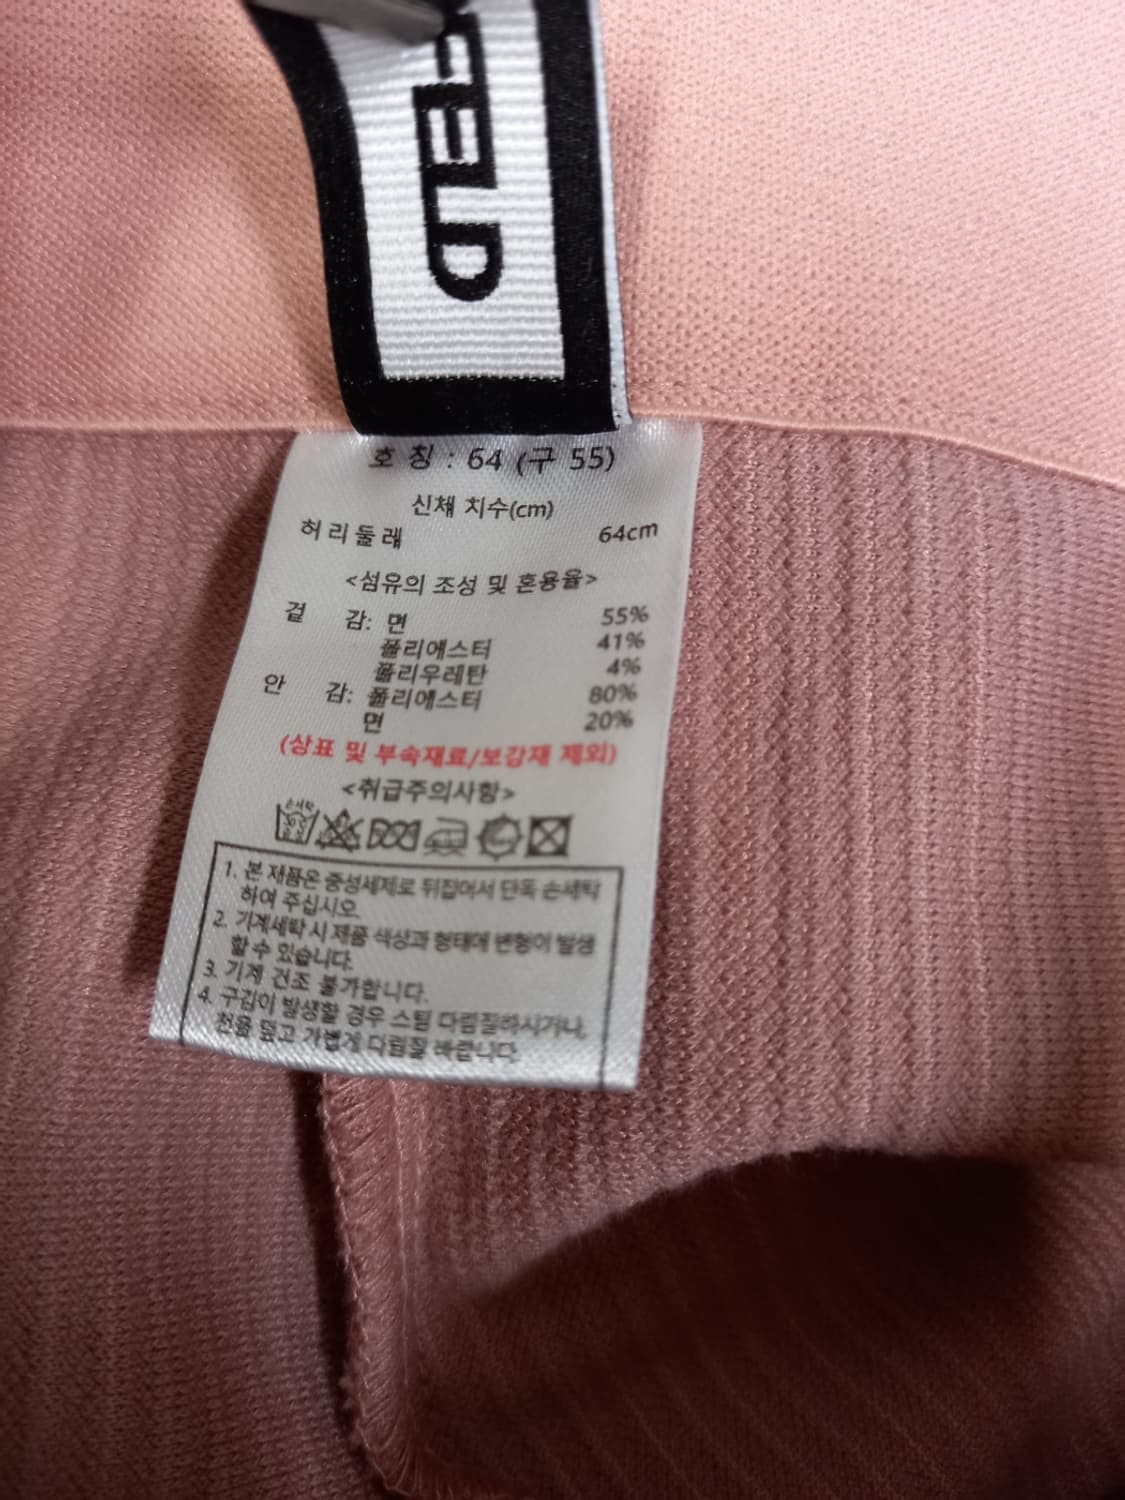 FELD
호 칭 : 64 (구 55)
신체 치수(cm)
허리둘레 64cm
<섬유의 조성 및 혼용율>
겉 감: 면 55%
폴리에스터 41%
폴리우레탄 4%
안 감: 폴리에스터 80%
면 20%
(상표 및 부속재료/보강재 제외)
<취급주의사항>
손세탁
1. 본 제품은 중성세제로 뒤집어서 단독 손세탁
하여 주십시오.
2. 기계세탁 시 제품 색상과 형태에 변형이 발생
할 수 있습니다.
3. 기계 건조 불가합니다.
4. 구김이 발생할 경우 스팀 다림질하시거나,
천을 덮고 가볍게 다림질 바랍니다.